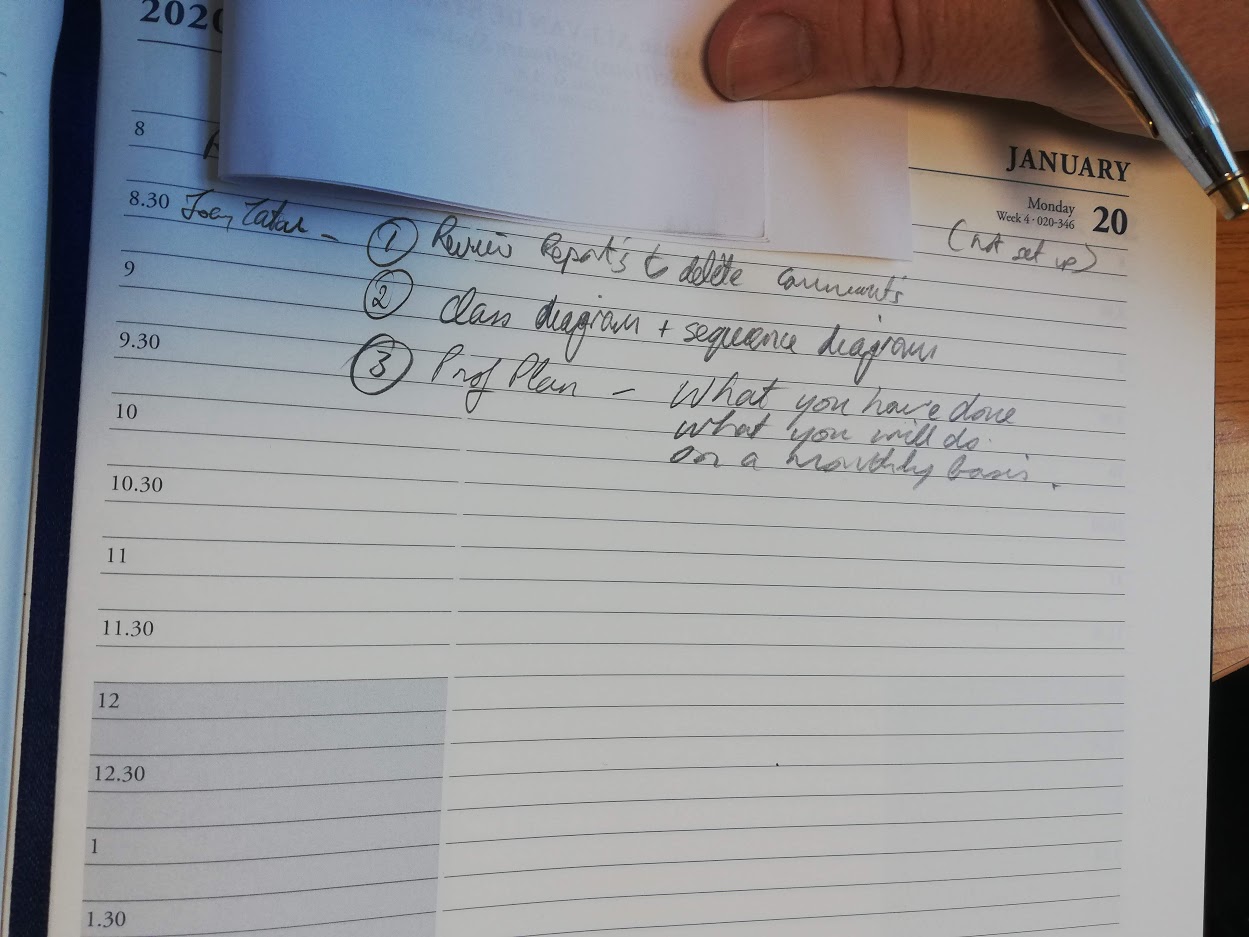 2020
JANUARY
Monday
Week 4 · 020-346
20
8
8.30 Joey – ① Review Reports to delete comments (not set up)
9 ② Class diagram + sequence diagram
9.30 ③ Prof Plan – What you have done
10 what you will do
on a monthly basis.
10.30
11
11.30
12
12.30
1
1.30